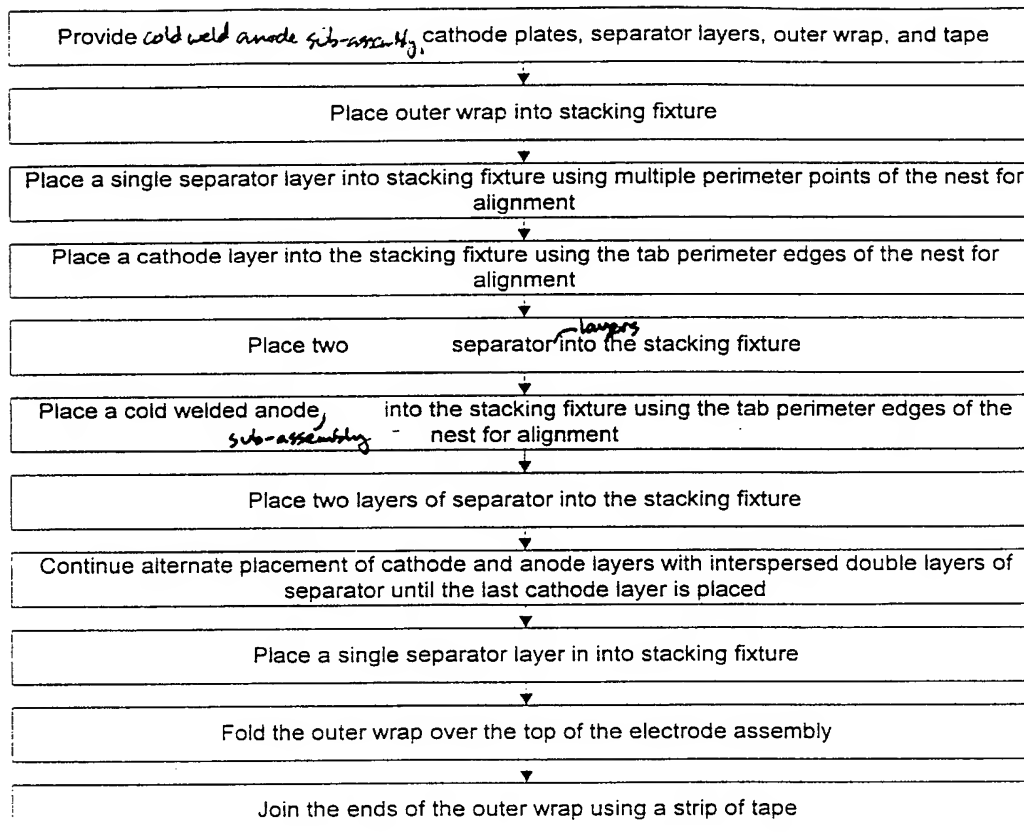 Provide cold weld anode sub-assembly, cathode plates, separator layers, outer wrap, and tape
Place outer wrap into stacking fixture
Place a single separator layer into stacking fixture using multiple perimeter points of the nest for
alignment
Place a cathode layer into the stacking fixture using the tab perimeter edges of the nest for
alignment
Place two separator layers into the stacking fixture
Place a cold welded anode, sub-assembly into the stacking fixture using the tab perimeter edges of the
nest for alignment
Place two layers of separator into the stacking fixture
Continue alternate placement of cathode and anode layers with interspersed double layers of
separator until the last cathode layer is placed
Place a single separator layer in into stacking fixture
Fold the outer wrap over the top of the electrode assembly
Join the ends of the outer wrap using a strip of tape